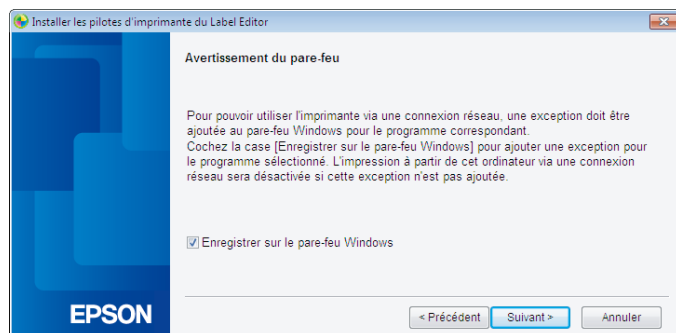 Installer les pilotes d'imprimante du Label Editor
Avertissement du pare-feu
Pour pouvoir utiliser l'imprimante via une connexion réseau, une exception doit être
ajoutée au pare-feu Windows pour le programme correspondant.
Cochez la case [Enregistrer sur le pare-feu Windows] pour ajouter une exception pour
le programme sélectionné. L'impression à partir de cet ordinateur via une connexion
réseau sera désactivée si cette exception n'est pas ajoutée.
Enregistrer sur le pare-feu Windows
EPSON
< Précédent
Suivant >
Annuler